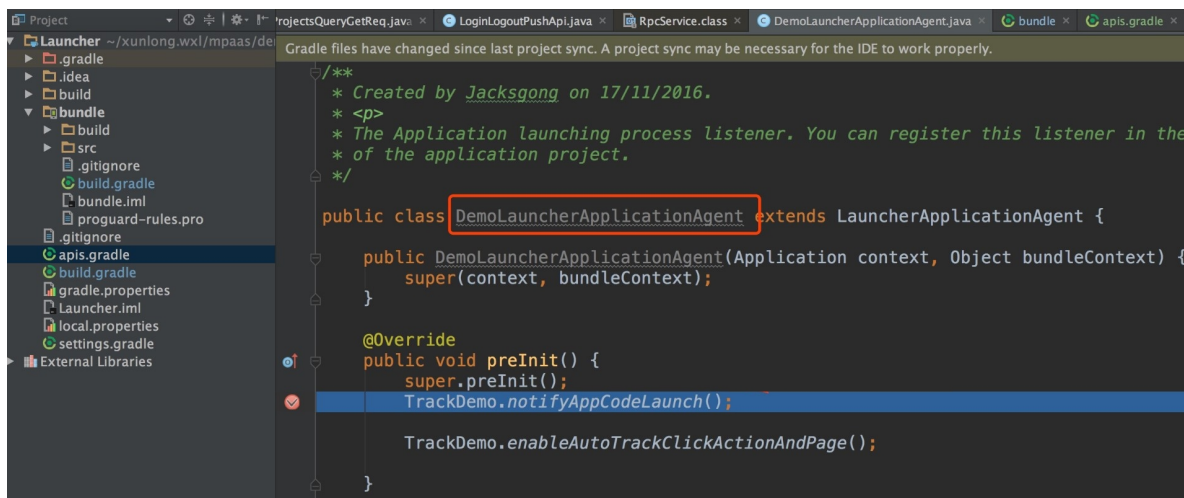 Project
rojectsQueryGetReq.java
LoginLogoutPushApi.java
RpcService.class
DemoLauncherApplicationAgent.java
bundle
apis.gradle
Launcher ~/xunlong.wxl/mpaas/de
.gradle
.idea
build
bundle
build
src
.gitignore
build.gradle
bundle.iml
proguard-rules.pro
.gitignore
apis.gradle
build.gradle
gradle.properties
Launcher.iml
local.properties
settings.gradle
External Libraries
Gradle files have changed since last project sync. A project sync may be necessary for the IDE to work properly.
/**
* Created by Jacksgong on 17/11/2016.
* <p>
* The Application launching process listener. You can register this listener in the
* of the application project.
*/
public class DemoLauncherApplicationAgent extends LauncherApplicationAgent {
public DemoLauncherApplicationAgent(Application context, Object bundleContext) {
super(context, bundleContext);
}
@Override
public void preInit() {
super.preInit();
TrackDemo.notifyAppCodeLaunch();
TrackDemo.enableAutoTrackClickActionAndPage();
}